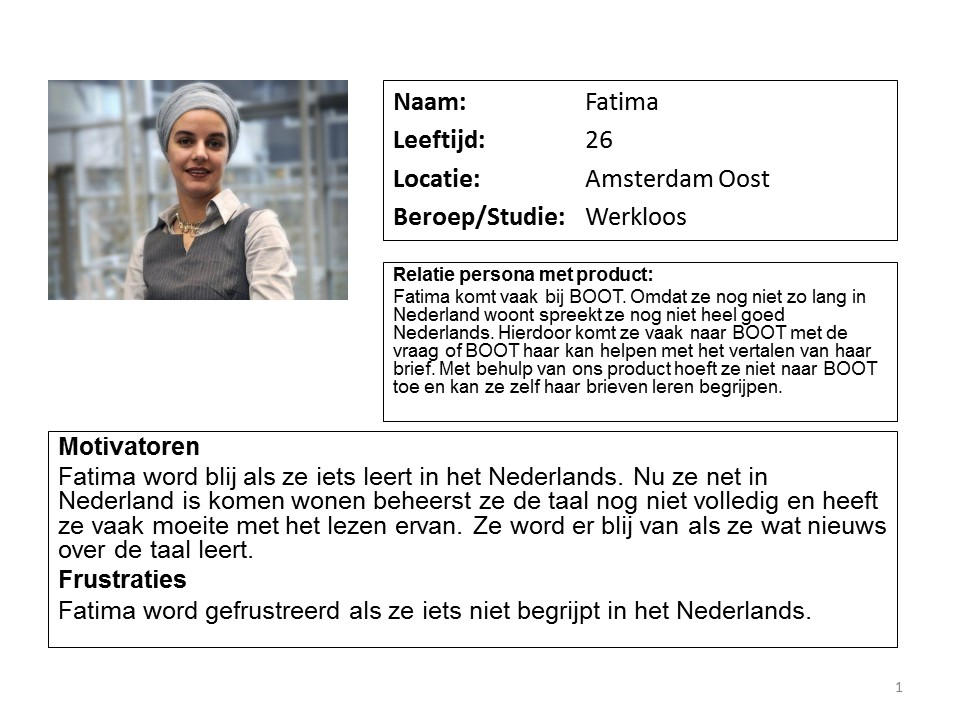 Naam: Fatima
Leeftijd: 26
Locatie: Amsterdam Oost
Beroep/Studie: Werkloos
Relatie persona met product:
Fatima komt vaak bij BOOT. Omdat ze nog niet zo lang in
Nederland woont spreekt ze nog niet heel goed
Nederlands. Hierdoor komt ze vaak naar BOOT met de
vraag of BOOT haar kan helpen met het vertalen van haar
brief. Met behulp van ons product hoeft ze niet naar BOOT
toe en kan ze zelf haar brieven leren begrijpen.
Motivatoren
Fatima word blij als ze iets leert in het Nederlands. Nu ze net in
Nederland is komen wonen beheerst ze de taal nog niet volledig en heeft
ze vaak moeite met het lezen ervan. Ze word er blij van als ze wat nieuws
over de taal leert.
Frustraties
Fatima word gefrustreerd als ze iets niet begrijpt in het Nederlands.
1